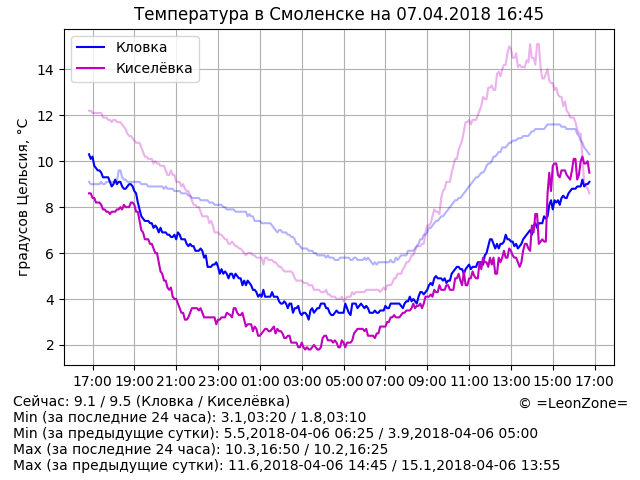 Температура в Смоленске на 07.04.2018 16:45
Кловка
Киселёвка
градусов Цельсия, °C
14
12
10
8
6
4
2
17:00 19:00 21:00 23:00 01:00 03:00 05:00 07:00 09:00 11:00 13:00 15:00 17:00
Сейчас: 9.1 / 9.5 (Кловка / Киселёвка)
© =LeonZone=
Min (за последние 24 часа): 3.1,03:20 / 1.8,03:10
Min (за предыдущие сутки): 5.5,2018-04-06 06:25 / 3.9,2018-04-06 05:00
Max (за последние 24 часа): 10.3,16:50 / 10.2,16:25
Max (за предыдущие сутки): 11.6,2018-04-06 14:45 / 15.1,2018-04-06 13:55